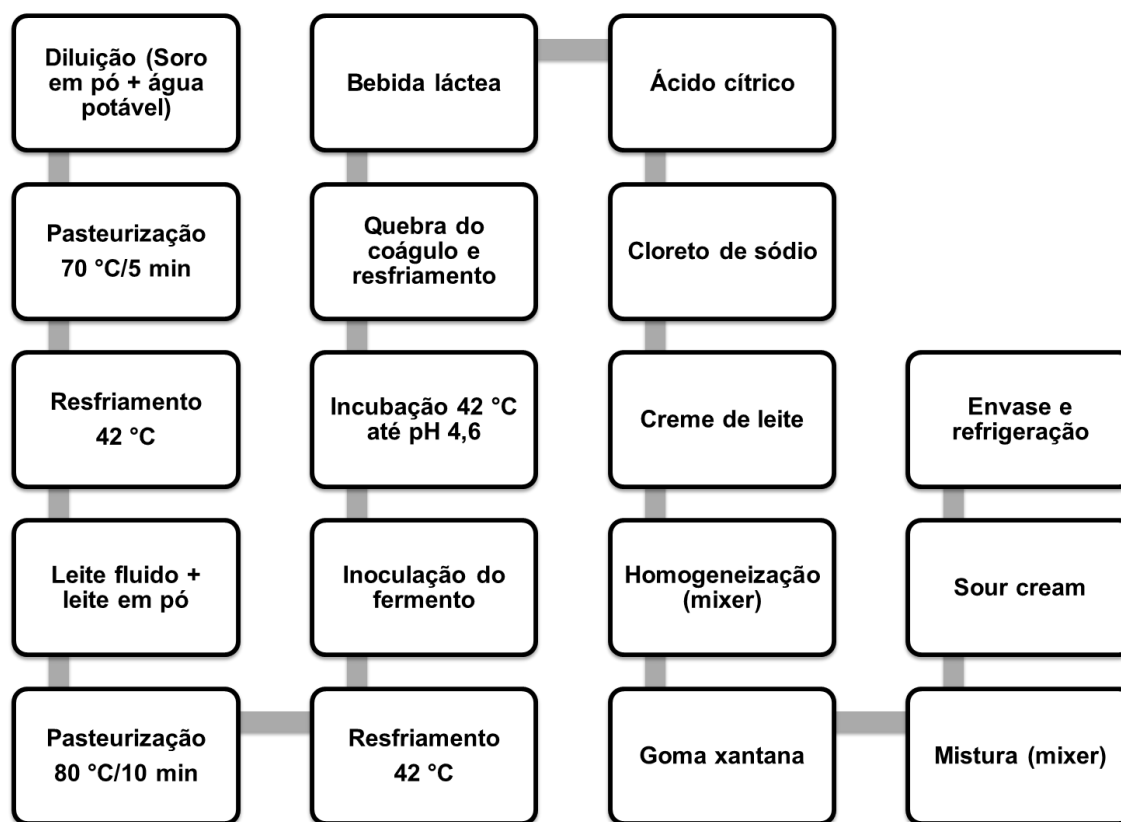 Diluição (Soro
em pó + água
potável)
Pasteurização
70 °C/5 min
Resfriamento
42 °C
Leite fluido +
leite em pó
Pasteurização
80 °C/10 min
Resfriamento
42 °C
Inoculação do
fermento
Incubação 42 °C
até pH 4,6
Quebra do
coágulo e
resfriamento
Bebida láctea
Ácido cítrico
Cloreto de sódio
Creme de leite
Homogeneização
(mixer)
Goma xantana
Mistura (mixer)
Sour cream
Envase e
refrigeração